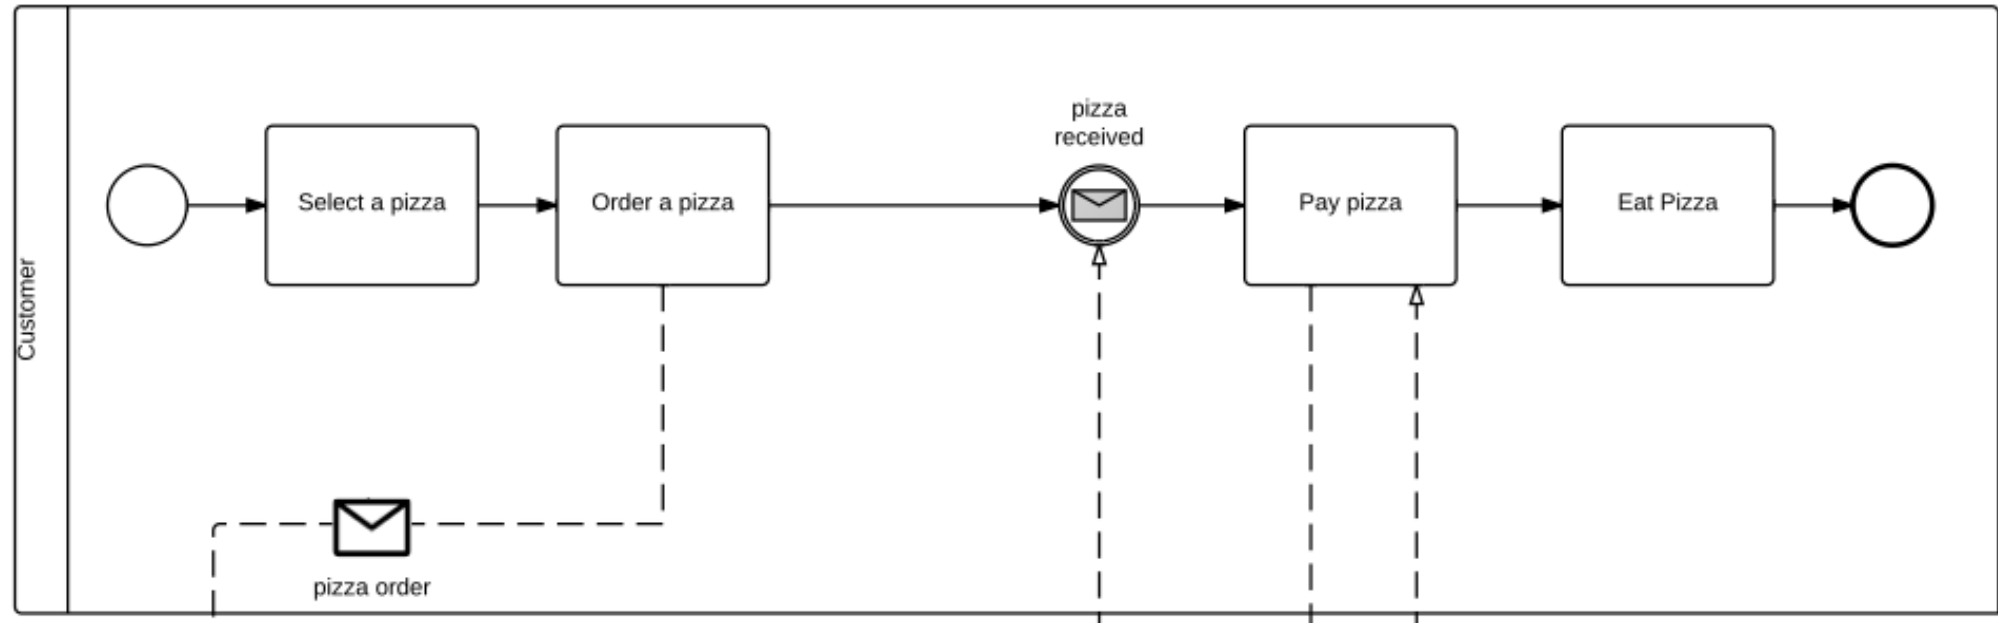 Customer
Select a pizza
Order a pizza
pizza
received
Pay pizza
Eat Pizza
pizza order